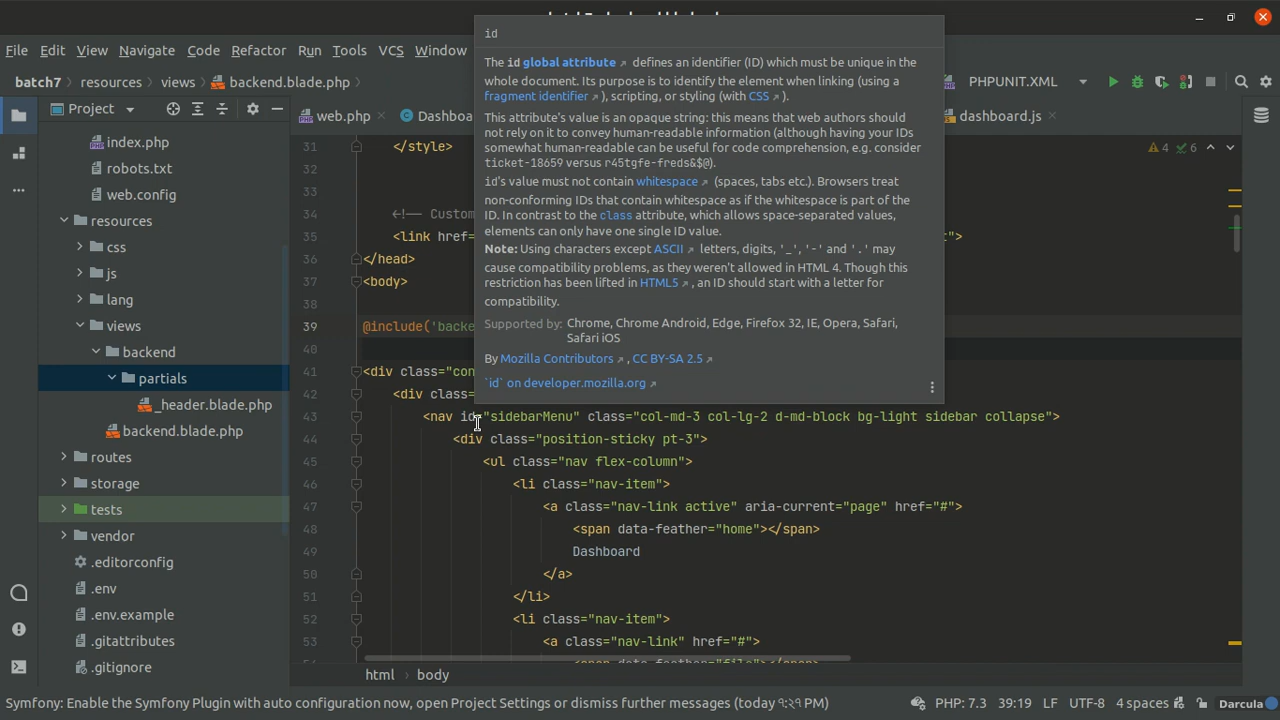 id
File Edit View Navigate Code Refactor Run Tools VCS Window
The id global attribute defines an identifier (ID) which must be unique in the
whole document. Its purpose is to identify the element when linking (using a
fragment identifier ), scripting, or styling (with CSS ).
This attribute's value is an opaque string: this means that web authors should
not rely on it to convey human-readable information (although having your IDs
somewhat human-readable can be useful for code comprehension, e.g. consider
ticket-18659 versus r45tgfe-freds&$@).
id's value must not contain whitespace (spaces, tabs etc.). Browsers treat
non-conforming IDs that contain whitespace as if the whitespace is part of the
ID. In contrast to the class attribute, which allows space-separated values,
elements can only have one single ID value.
Note: Using characters except ASCII letters, digits, '_', '-' and '.' may
cause compatibility problems, as they weren't allowed in HTML 4. Though this
restriction has been lifted in HTML5 , an ID should start with a letter for
compatibility.
Supported by: Chrome, Chrome Android, Edge, Firefox 32, IE, Opera, Safari,
Safari iOS
By Mozilla Contributors , CC BY-SA 2.5
`id` on developer.mozilla.org
batch7 resources views backend.blade.php
PHPUNIT.XML
Project
web.php
Dashboa
dashboard.js
index.php
robots.txt
web.config
resources
css
js
lang
views
backend
partials
_header.blade.php
backend.blade.php
routes
storage
tests
vendor
.editorconfig
.env
.env.example
.gitattributes
.gitignore
4 6
31 </style>
32
33
34 <!-- Custom
35 <link href= t">
36 </head>
37 <body>
38
39 @include('backe
40
41 <div class="con
42 <div class=
43 <nav id="sidebarMenu" class="col-md-3 col-lg-2 d-md-block bg-light sidebar collapse">
44 <div class="position-sticky pt-3">
45 <ul class="nav flex-column">
46 <li class="nav-item">
47 <a class="nav-link active" aria-current="page" href="#">
48 <span data-feather="home"></span>
49 Dashboard
50 </a>
51 </li>
52 <li class="nav-item">
53 <a class="nav-link" href="#">
<span data-feather="file"></span>
html body
Symfony: Enable the Symfony Plugin with auto configuration now, open Project Settings or dismiss further messages (today ९:२१ PM)
PHP: 7.3 39:19 LF UTF-8 4 spaces Darcula